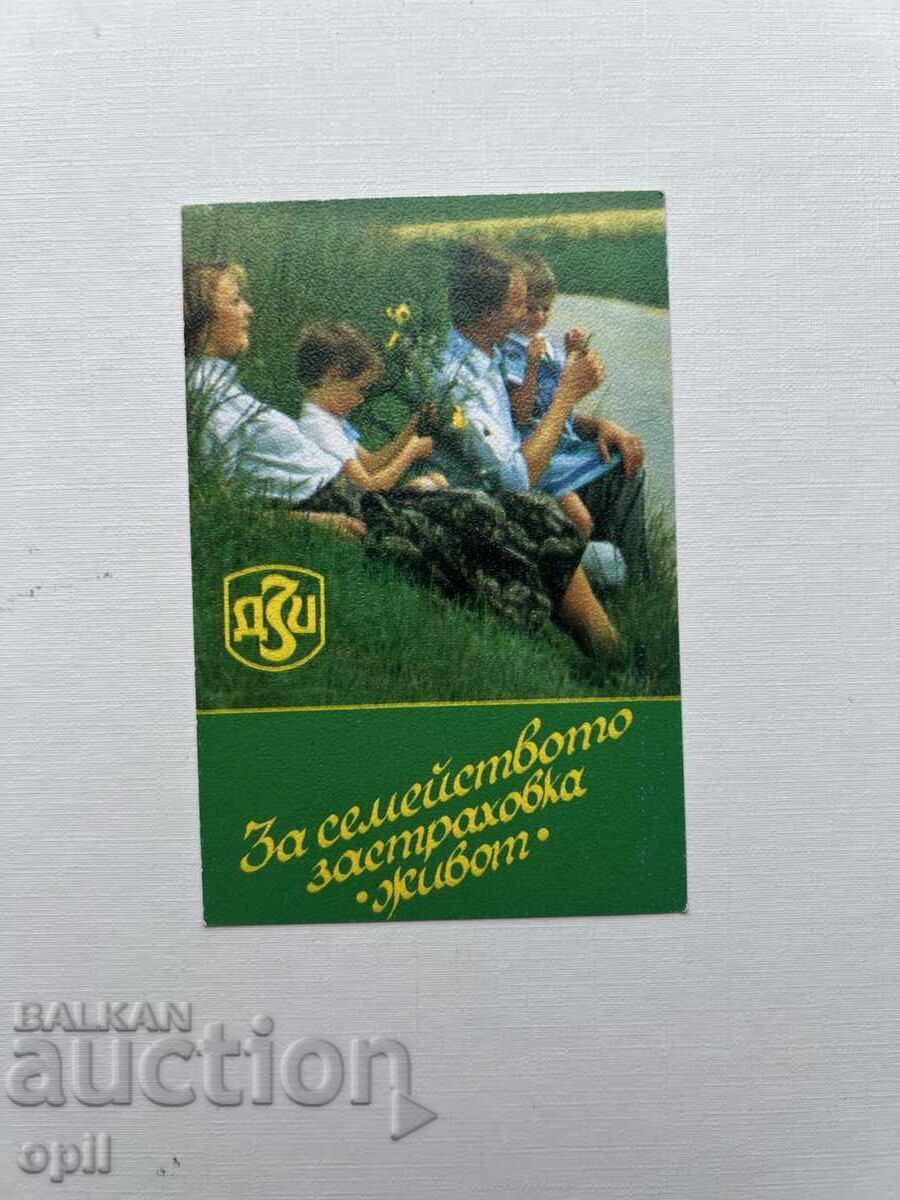 ДЗИ
За семейството
застраховка
•живот•
BALKAN
auction
opil